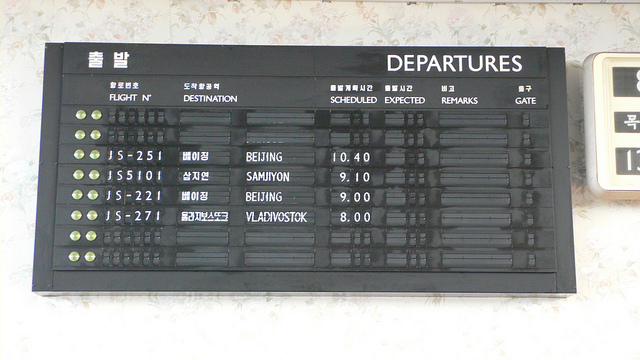 출발 DEPARTURES
항로번호 도착항공역 출발계획시간 출발시간 비고 출구
FLIGHT Nº DESTINATION SCHEDULED EXPECTED REMARKS GATE
JS-251 베이징 BEIJING 10.40
JS5101 삼지연 SAMJIYON 9.10
JS-221 베이징 BEIJING 9.00
JS-271 울라지보스또크 VLADIVOSTOK 8.00
목